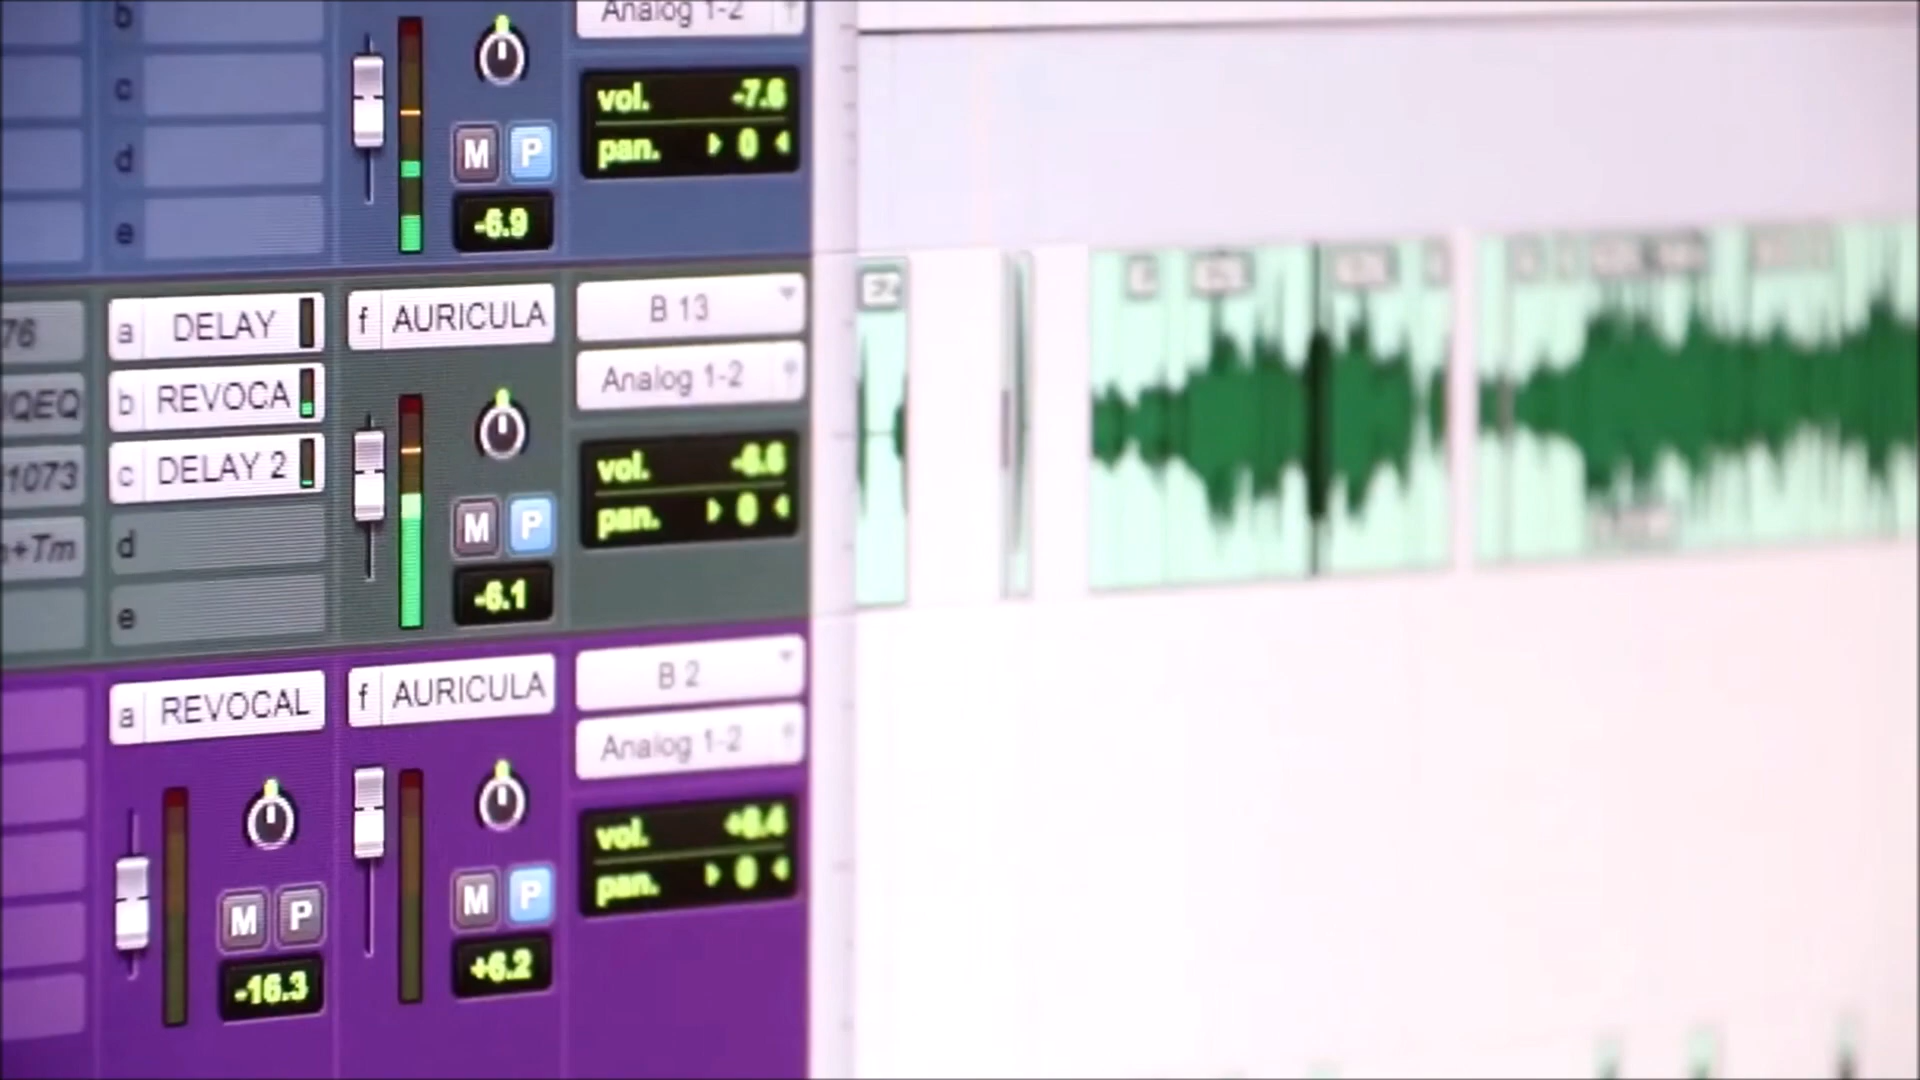 b
Analog 1-2
c
vol. -7.6
d
M P
pan. 0
e
-6.9
76
a DELAY
f AURICULA
B 13
EZ
IQEQ
b REVOCA
Analog 1-2
1073
c DELAY 2
vol. -6.6
+Tm
d
M P
pan. 0
e
-6.1
a REVOCAL
f AURICULA
B 2
Analog 1-2
vol. +6.4
M P
M P
pan. 0
-16.3
+6.2